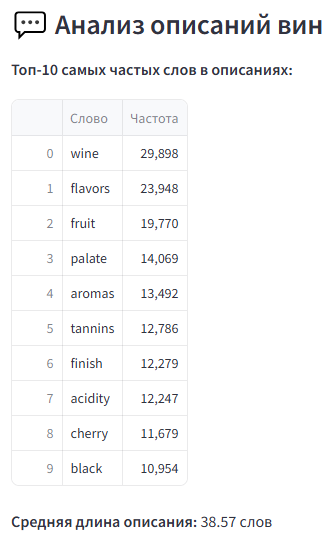 Анализ описаний вин
Топ-10 самых частых слов в описаниях:
Слово Частота
0 wine 29,898
1 flavors 23,948
2 fruit 19,770
3 palate 14,069
4 aromas 13,492
5 tannins 12,786
6 finish 12,279
7 acidity 12,247
8 cherry 11,679
9 black 10,954
Средняя длина описания: 38.57 слов